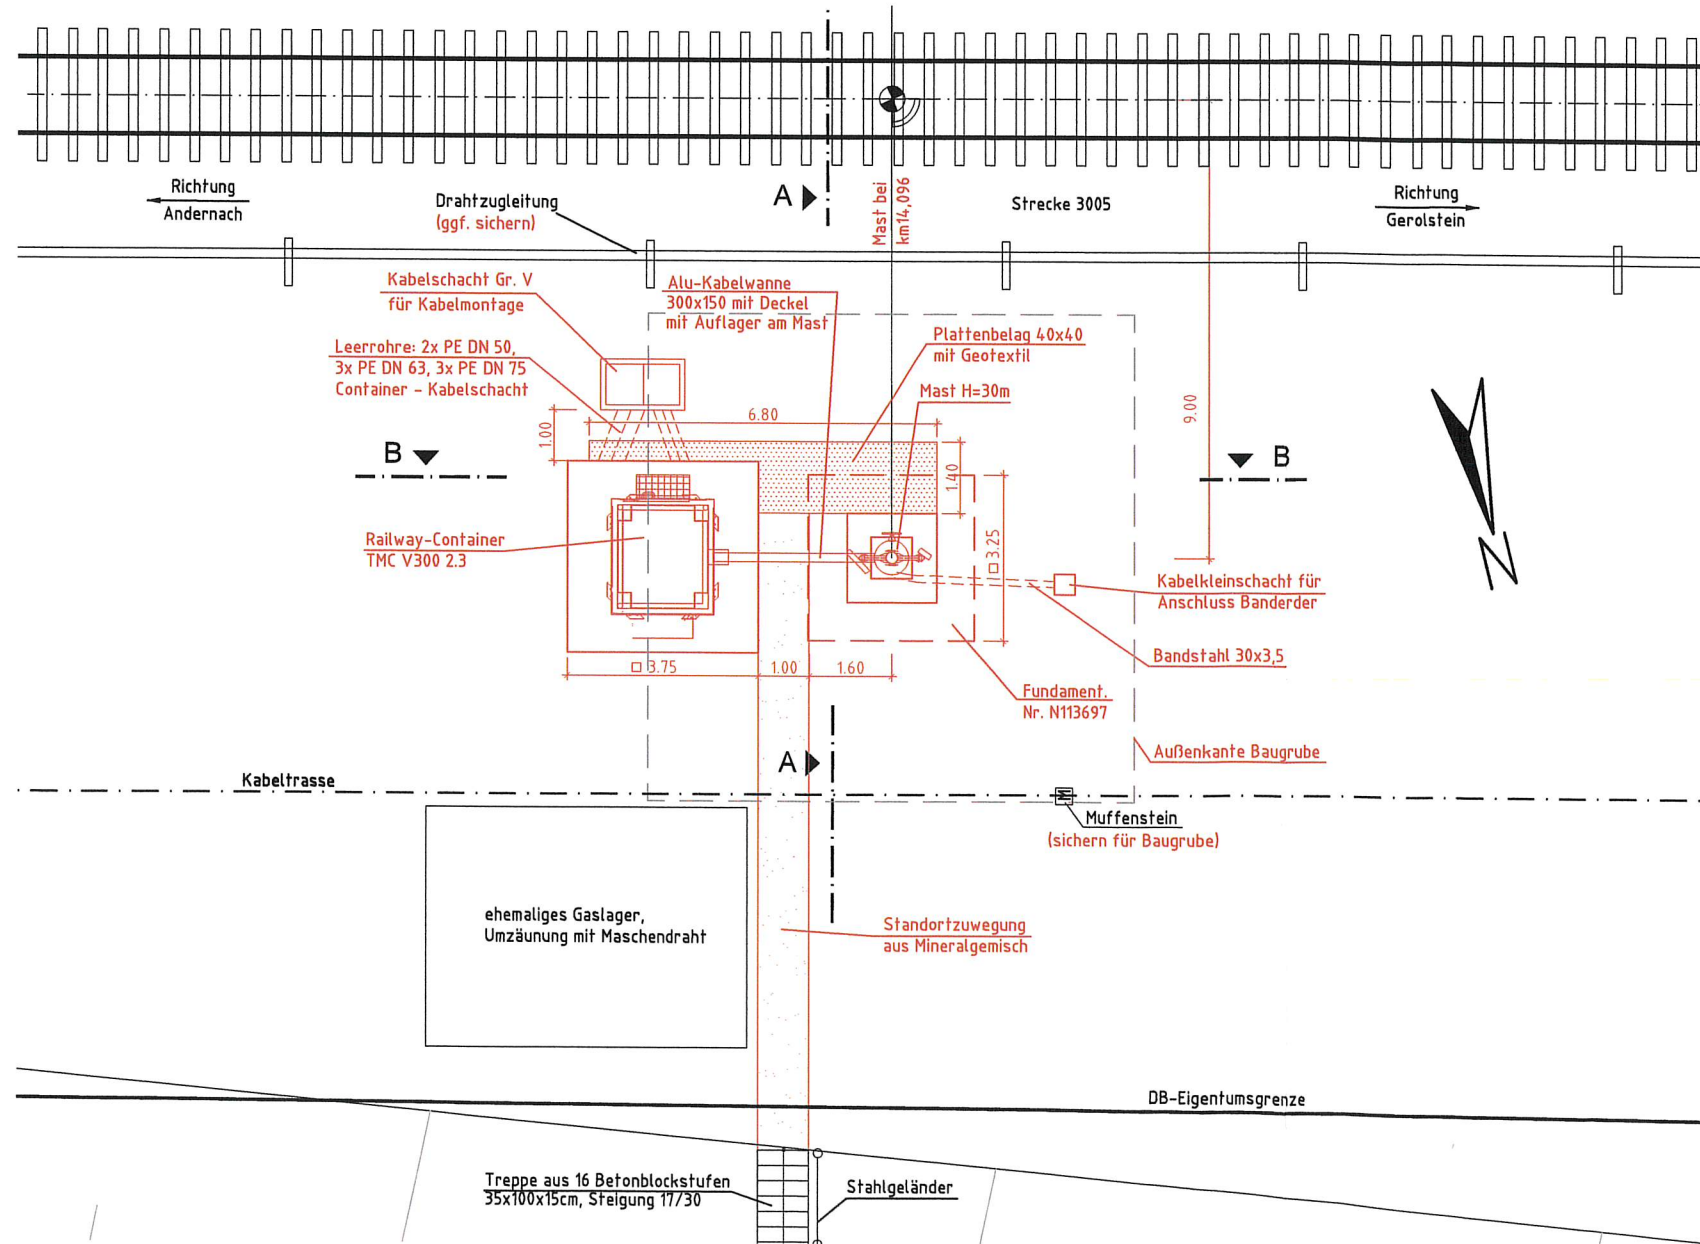 Richtung
Andernach
Drahtzugleitung
(ggf. sichern)
A
Mast bei
km14,096
Strecke 3005
Richtung
Gerolstein
Kabelschacht Gr. V
für Kabelmontage
Alu-Kabelwanne
300x150 mit Deckel
mit Auflager am Mast
Leerrohre: 2x PE DN 50,
3x PE DN 63, 3x PE DN 75
Container - Kabelschacht
Plattenbelag 40x40
mit Geotextil
Mast H=30m
9.00
6.80
1.00
1.40
B
B
N
Railway-Container
TMC V300 2.3
□ 3.25
Kabelkleinschacht für
Anschluss Banderder
Bandstahl 30x3,5
□ 3.75
1.00
1.60
Fundament.
Nr. N113697
A
Außenkante Baugrube
Kabeltrasse
M
Muffenstein
(sichern für Baugrube)
ehemaliges Gaslager,
Umzäunung mit Maschendraht
Standortzuwegung
aus Mineralgemisch
DB-Eigentumsgrenze
Treppe aus 16 Betonblockstufen
35x100x15cm, Steigung 17/30
Stahlgeländer